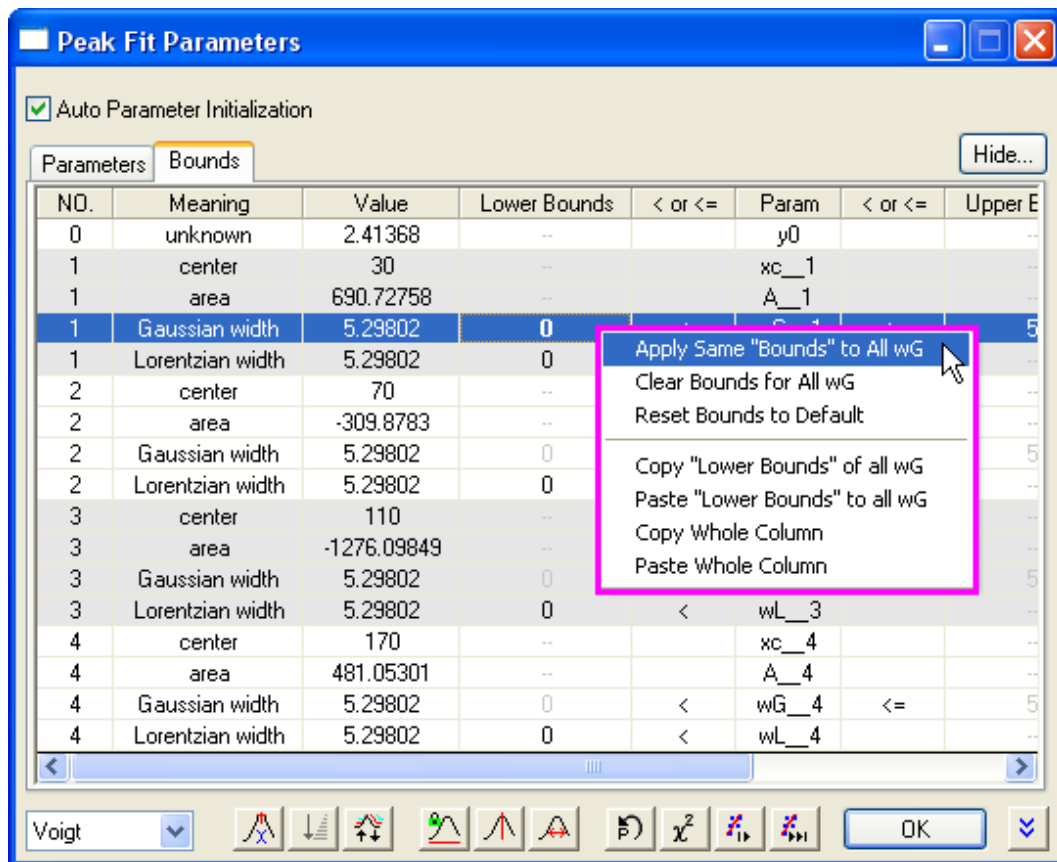 Peak Fit Parameters
Auto Parameter Initialization
Parameters Bounds Hide...
NO. Meaning Value Lower Bounds < or <= Param < or <= Upper
0 unknown 2.41368 -- y0 --
1 center 30 -- xc__1 --
1 area 690.72758 -- A__1 --
1 Gaussian width 5.29802 0 5
1 Lorentzian width 5.29802 0 --
2 center 70 -- --
2 area -309.8783 -- --
2 Gaussian width 5.29802 0 5
2 Lorentzian width 5.29802 0 --
3 center 110 -- --
3 area -1276.09849 -- --
3 Gaussian width 5.29802 0 5
3 Lorentzian width 5.29802 0 < wL__3 --
4 center 170 -- xc__4 --
4 area 481.05301 -- A__4 --
4 Gaussian width 5.29802 0 < wG__4 <= 5
4 Lorentzian width 5.29802 0 < wL__4 --
Apply Same "Bounds" to All wG
Clear Bounds for All wG
Reset Bounds to Default
Copy "Lower Bounds" of all wG
Paste "Lower Bounds" to all wG
Copy Whole Column
Paste Whole Column
Voigt χ² OK